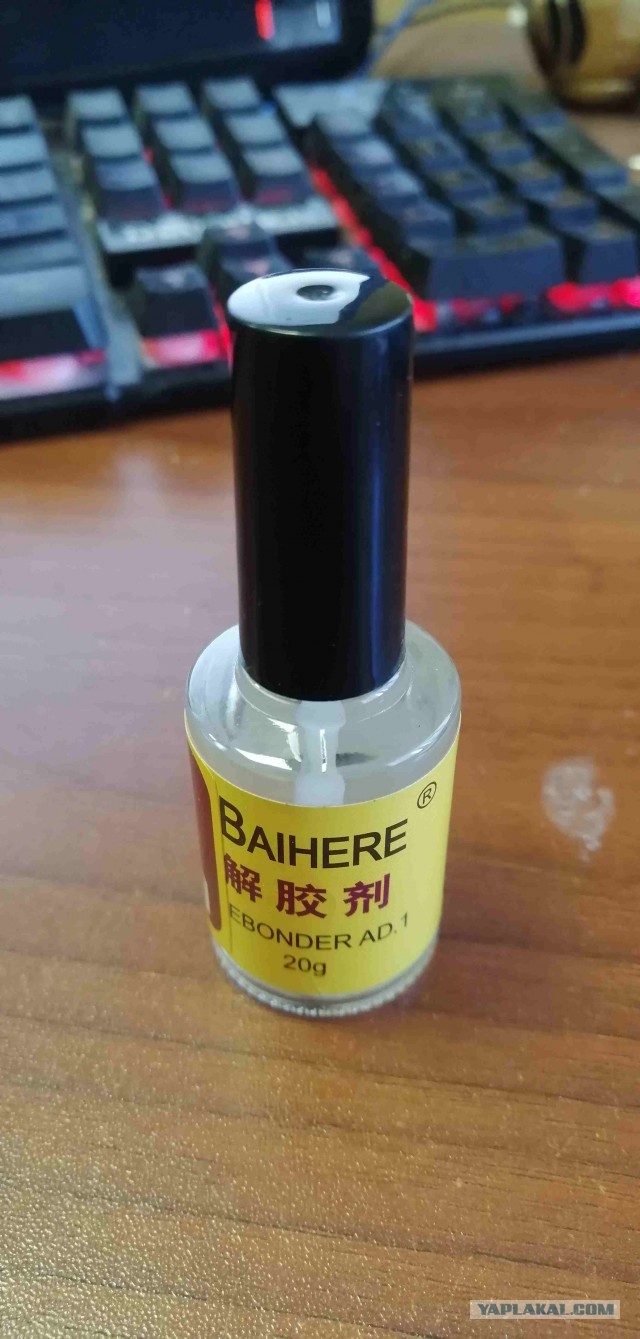 BAIHERE ®
解胶剂
EBONDER AD.1
20g
YAPLAKAL.COM